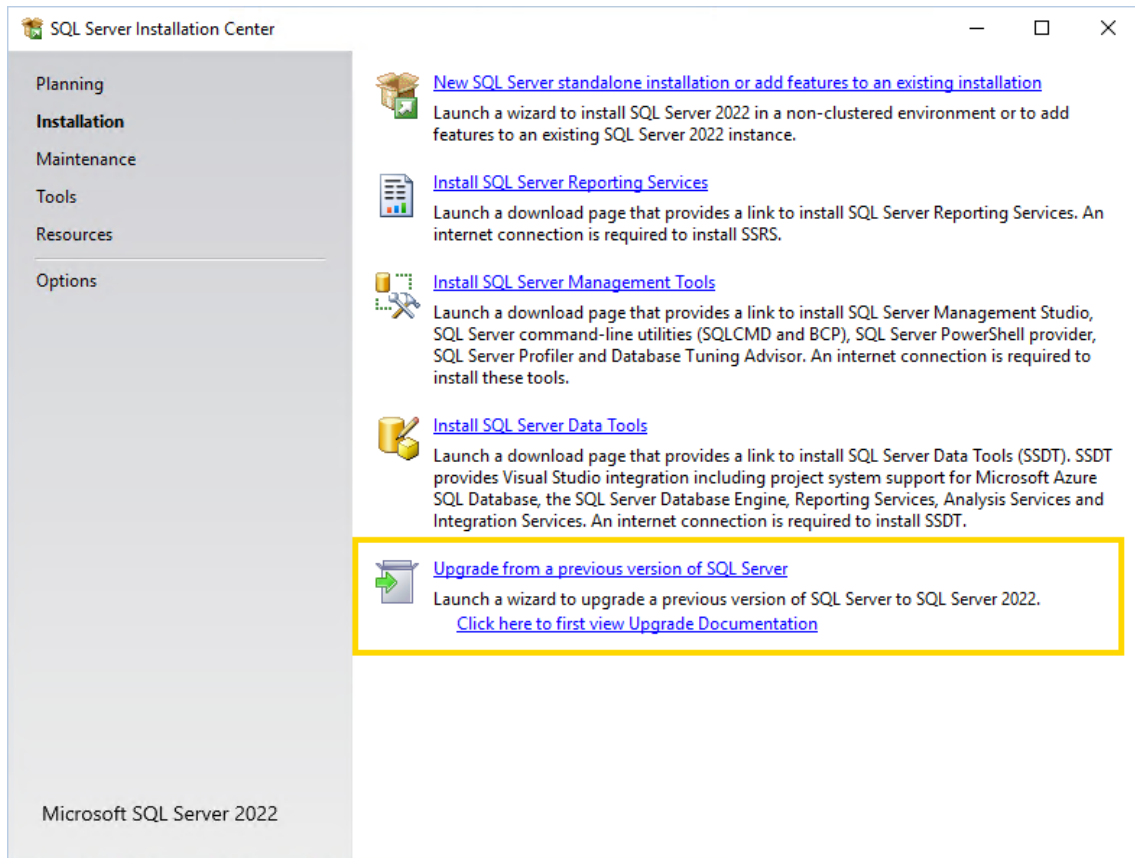 SQL Server Installation Center
Planning
Installation
Maintenance
Tools
Resources
Options
Microsoft SQL Server 2022
New SQL Server standalone installation or add features to an existing installation
Launch a wizard to install SQL Server 2022 in a non-clustered environment or to add
features to an existing SQL Server 2022 instance.
Install SQL Server Reporting Services
Launch a download page that provides a link to install SQL Server Reporting Services. An
internet connection is required to install SSRS.
Install SQL Server Management Tools
Launch a download page that provides a link to install SQL Server Management Studio,
SQL Server command-line utilities (SQLCMD and BCP), SQL Server PowerShell provider,
SQL Server Profiler and Database Tuning Advisor. An internet connection is required to
install these tools.
Install SQL Server Data Tools
Launch a download page that provides a link to install SQL Server Data Tools (SSDT). SSDT
provides Visual Studio integration including project system support for Microsoft Azure
SQL Database, the SQL Server Database Engine, Reporting Services, Analysis Services and
Integration Services. An internet connection is required to install SSDT.
Upgrade from a previous version of SQL Server
Launch a wizard to upgrade a previous version of SQL Server to SQL Server 2022.
Click here to first view Upgrade Documentation